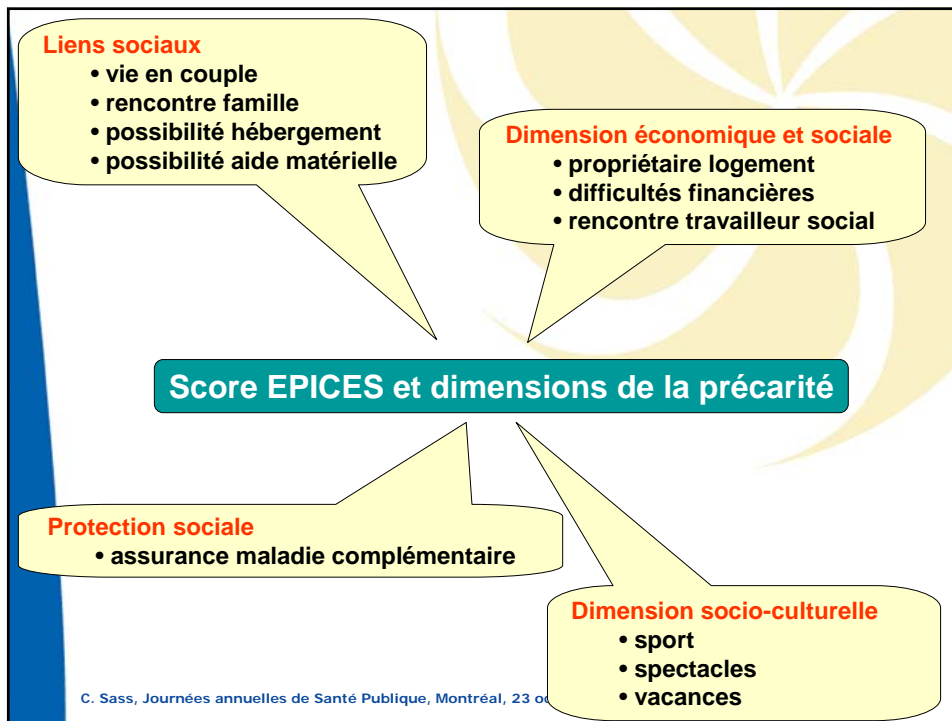 Liens sociaux
• vie en couple
• rencontre famille
• possibilité hébergement
• possibilité aide matérielle
Dimension économique et sociale
• propriétaire logement
• difficultés financières
• rencontre travailleur social
Score EPICES et dimensions de la précarité
Protection sociale
• assurance maladie complémentaire
Dimension socio-culturelle
• sport
• spectacles
• vacances
C. Sass, Journées annuelles de Santé Publique, Montréal, 23